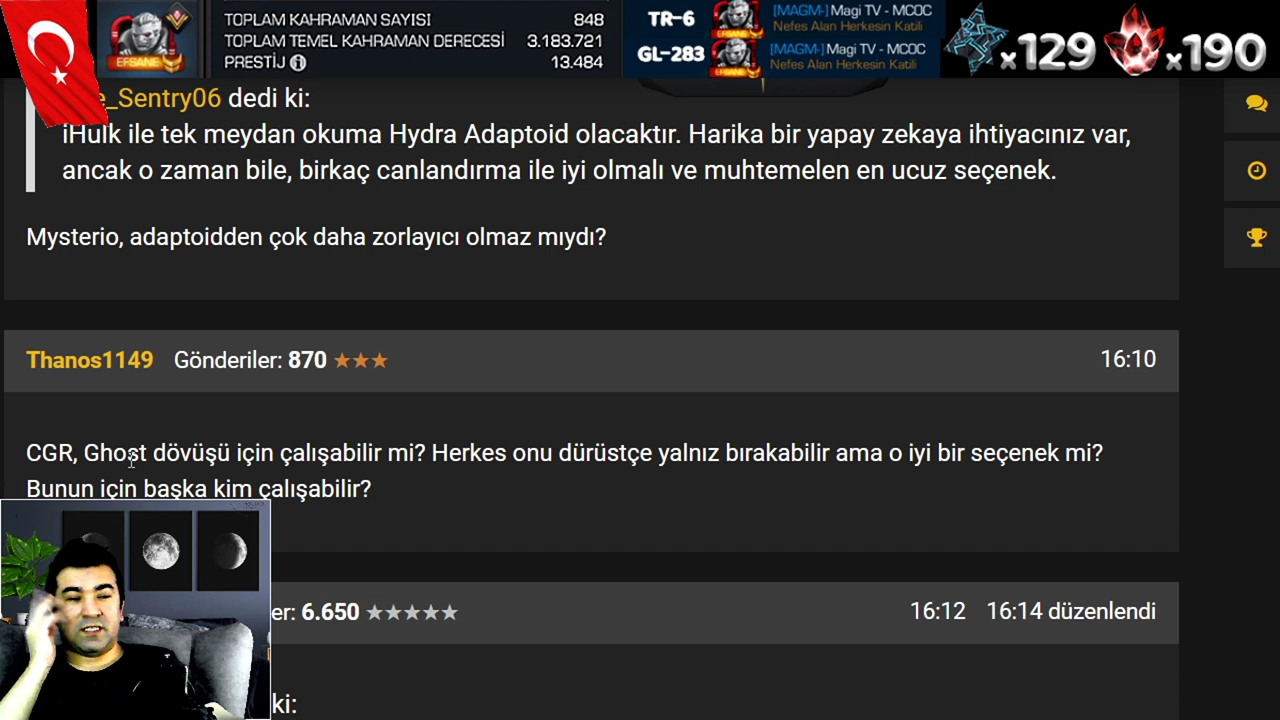 TOPLAM KAHRAMAN SAYISI 848
TOPLAM TEMEL KAHRAMAN DERECESİ 3.183.721
PRESTİJ 13.484
EFSANE
TR-6 [MAGM-] Magi TV - MCOC
Nefes Alan Herkesin Katili
GL-283 [MAGM-] Magi TV - MCOC
Nefes Alan Herkesin Katili
x129
x190
e_Sentry06 dedi ki:
iHulk ile tek meydan okuma Hydra Adaptoid olacaktır. Harika bir yapay zekaya ihtiyacınız var,
ancak o zaman bile, birkaç canlandırma ile iyi olmalı ve muhtemelen en ucuz seçenek.
Mysterio, adaptoidden çok daha zorlayıcı olmaz mıydı?
Thanos1149 Gönderiler: 870 16:10
CGR, Ghost dövüşü için çalışabilir mi? Herkes onu dürüstçe yalnız bırakabilir ama o iyi bir seçenek mi?
Bunun için başka kim çalışabilir?
er: 6.650 16:12 16:14 düzenlendi
ki: